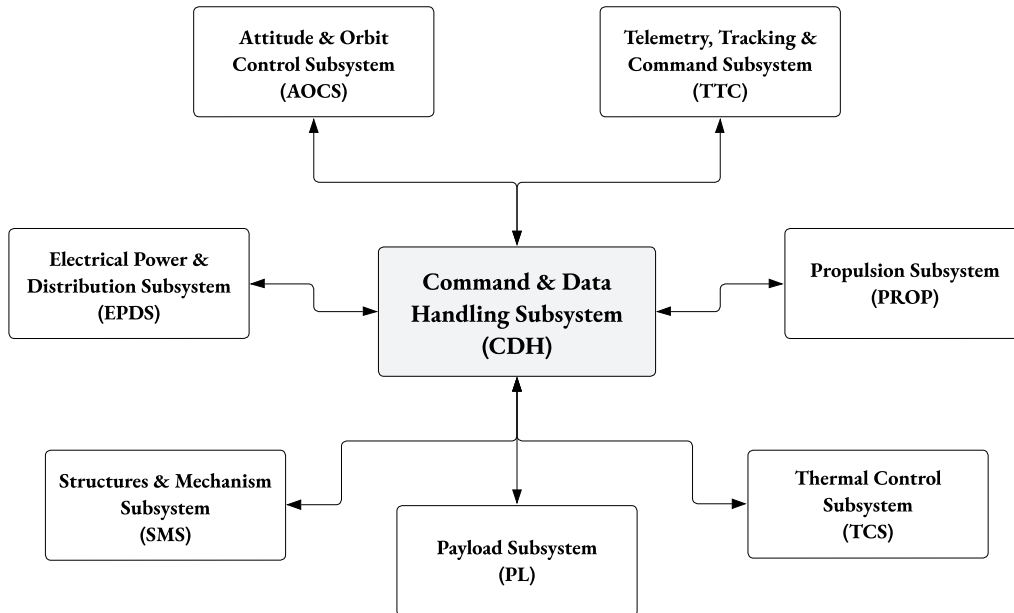 Attitude & Orbit
Control Subsystem
(AOCS)
Telemetry, Tracking &
Command Subsystem
(TTC)
Electrical Power &
Distribution Subsystem
(EPDS)
Command & Data
Handling Subsystem
(CDH)
Propulsion Subsystem
(PROP)
Structures & Mechanism
Subsystem
(SMS)
Payload Subsystem
(PL)
Thermal Control
Subsystem
(TCS)